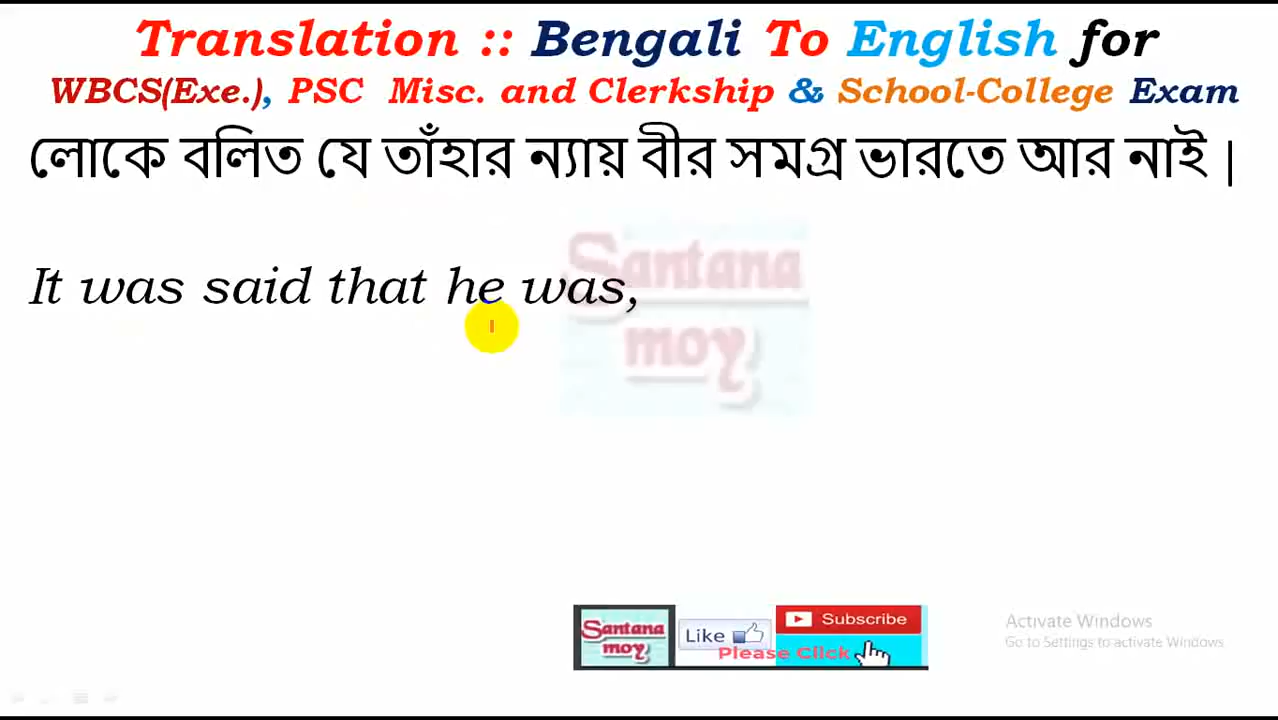 Translation :: Bengali To English for
WBCS(Exe.), PSC Misc. and Clerkship & School-College Exam
লোকে বলিত যে তাঁহার ন্যায় বীর সমগ্র ভারতে আর নাই।
It was said that he was,
Santana
moy
Santana
moy
Like
Subscribe
Please Click
Activate Windows
Go to Settings to activate Windows.